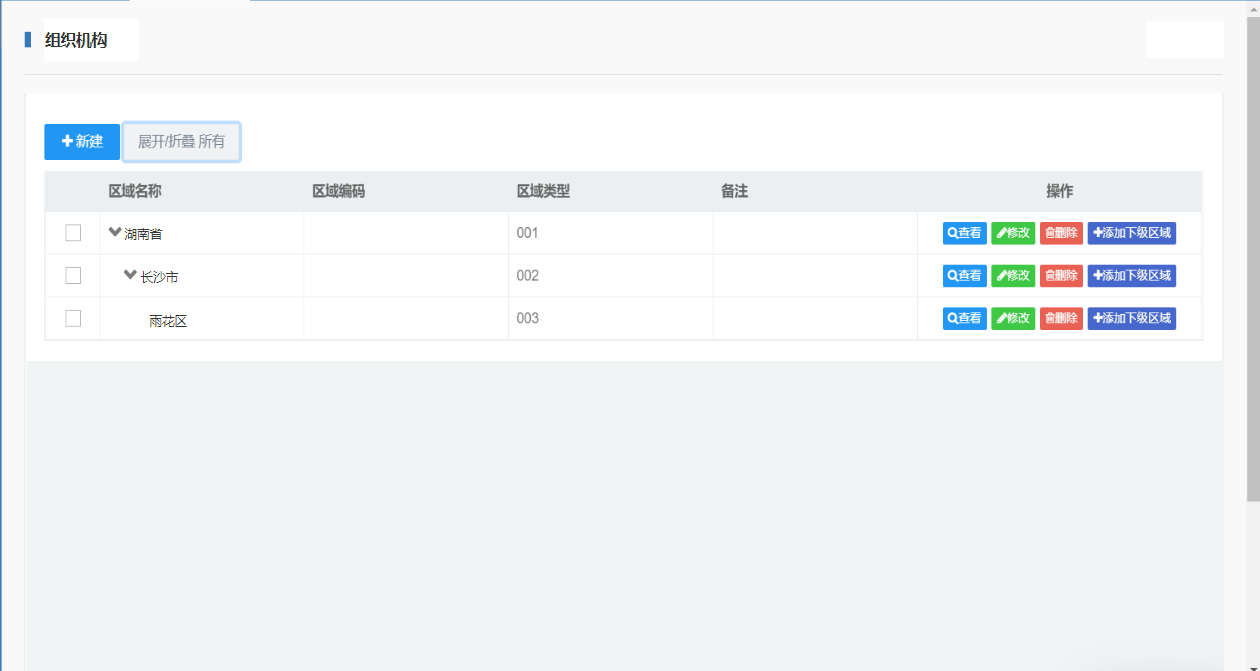 组织机构
新建 展开/折叠 所有
区域名称 区域编码 区域类型 备注 操作
湖南省 001 查看 修改 删除 添加下级区域
长沙市 002 查看 修改 删除 添加下级区域
雨花区 003 查看 修改 删除 添加下级区域